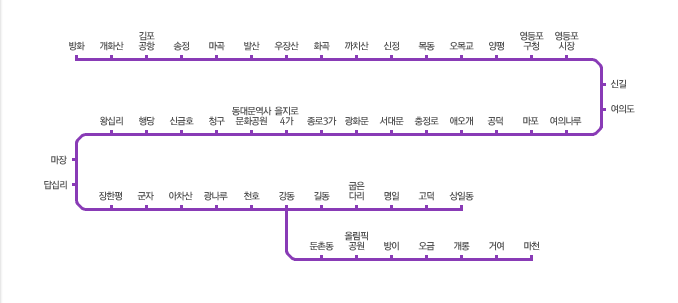 방화
개화산
김포
공항
송정
마곡
발산
우장산
화곡
까치산
신정
목동
오목교
양평
영등포
구청
영등포
시장
신길
여의도
왕십리
행당
신금호
청구
동대문역사
문화공원
을지로
4가
종로3가
광화문
서대문
충정로
애오개
공덕
마포
여의나루
마장
답십리
장한평
군자
아차산
광나루
천호
강동
길동
굽은
다리
명일
고덕
상일동
둔촌동
올림픽
공원
방이
오금
개롱
거여
마천